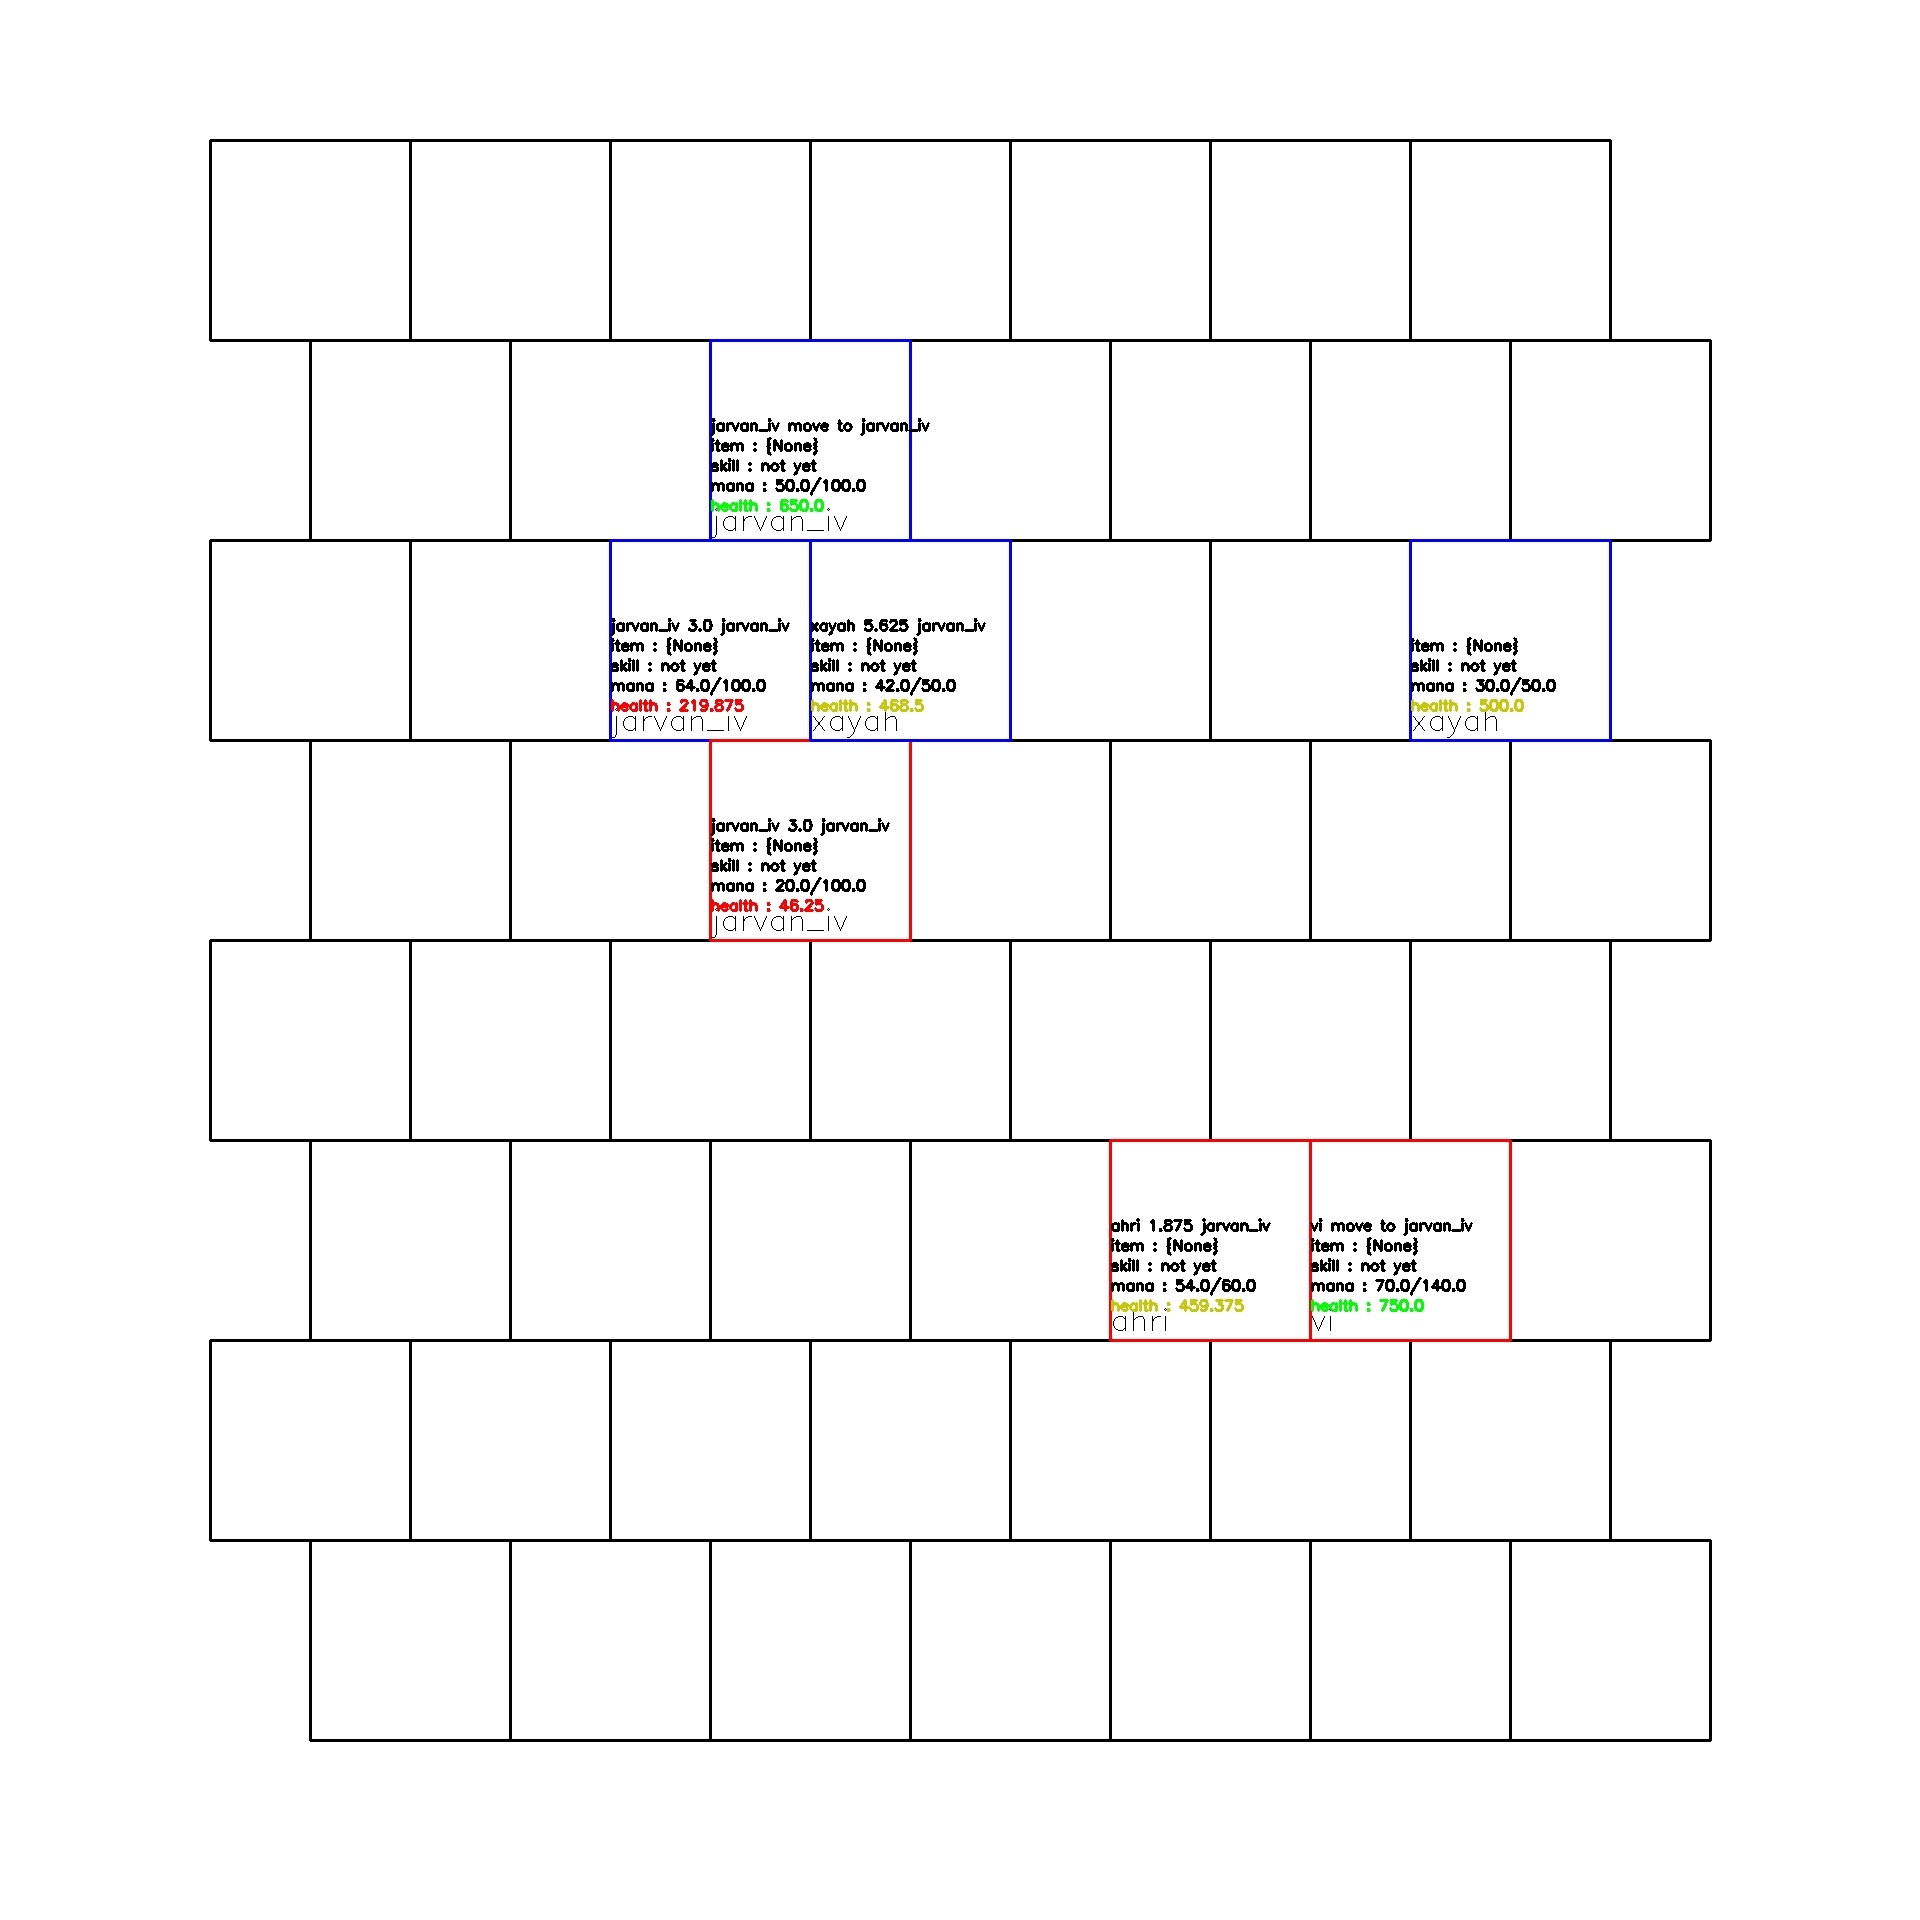 jarvan_iv move to jarvan_iv
item : {None}
skill : not yet
mana : 50.0/100.0
health : 650.0
jarvan_iv
jarvan_iv 3.0 jarvan_iv
item : {None}
skill : not yet
mana : 64.0/100.0
health : 219.875
jarvan_iv
xayah 5.625 jarvan_iv
item : {None}
skill : not yet
mana : 42.0/50.0
health : 468.5
xayah
item : {None}
skill : not yet
mana : 30.0/50.0
health : 500.0
xayah
jarvan_iv 3.0 jarvan_iv
item : {None}
skill : not yet
mana : 20.0/100.0
health : 46.25
jarvan_iv
ahri 1.875 jarvan_iv
item : {None}
skill : not yet
mana : 54.0/60.0
health : 459.375
ahri
vi move to jarvan_iv
item : {None}
skill : not yet
mana : 70.0/140.0
health : 750.0
vi